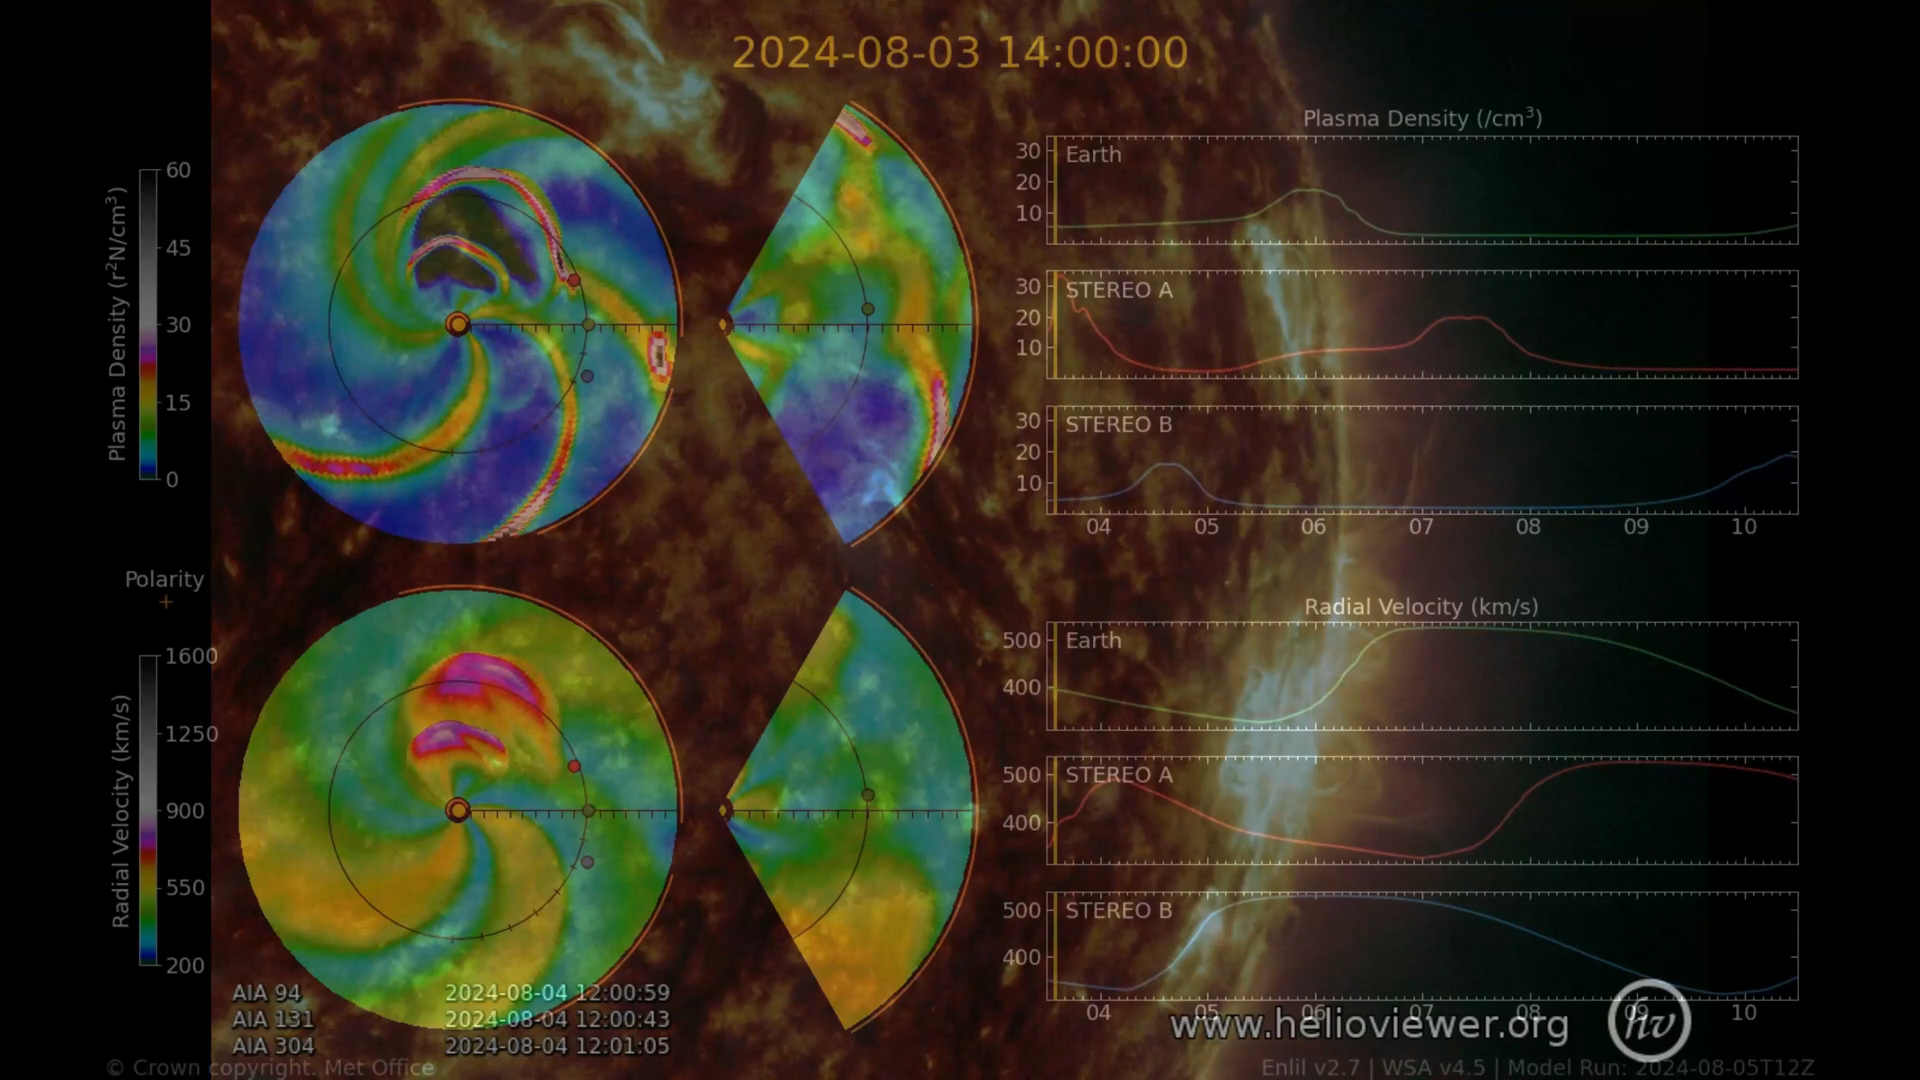 2024-08-03 14:00:00
Plasma Density (r²N/cm³)
60
45
30
15
0
Plasma Density (/cm³)
30
20
10
Earth
30
20
10
STEREO A
30
20
10
STEREO B
04 05 06 07 08 09 10
Polarity
+
Radial Velocity (km/s)
1600
1250
900
550
200
Radial Velocity (km/s)
500
400
Earth
500
400
STEREO A
500
400
STEREO B
04 05 06 07 08 09 10
AIA 94 2024-08-04 12:00:59
AIA 131 2024-08-04 12:00:43
AIA 304 2024-08-04 12:01:05
www.helioviewer.org
hv
© Crown copyright. Met Office
Enlil v2.7 | WSA v4.5 | Model Run: 2024-08-05T12Z